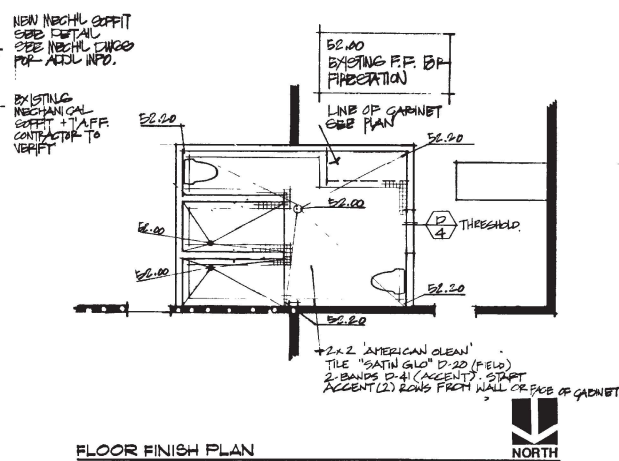 NEW MECH'L SOFFIT
SEE DETAIL
SEE MECH'L DWGS
FOR ADD'L INFO.
52.00
EXISTING F.F. FOR
FIRESTATION
EXISTING
MECHANICAL
SOFFIT +7' A.F.F.
CONTRACTOR TO
VERIFY
LINE OF CABINET
SEE PLAN
52.20
52.20
52.00
52.00
D
4
THRESHOLD.
52.00
52.20
52.20
2x2 'AMERICAN OLEAN'
TILE "SATIN GLO" D-20 (FIELD)
2-BANDS D-41 (ACCENT). START
ACCENT (2) ROWS FROM WALL OR FACE OF CABINET
NORTH
FLOOR FINISH PLAN